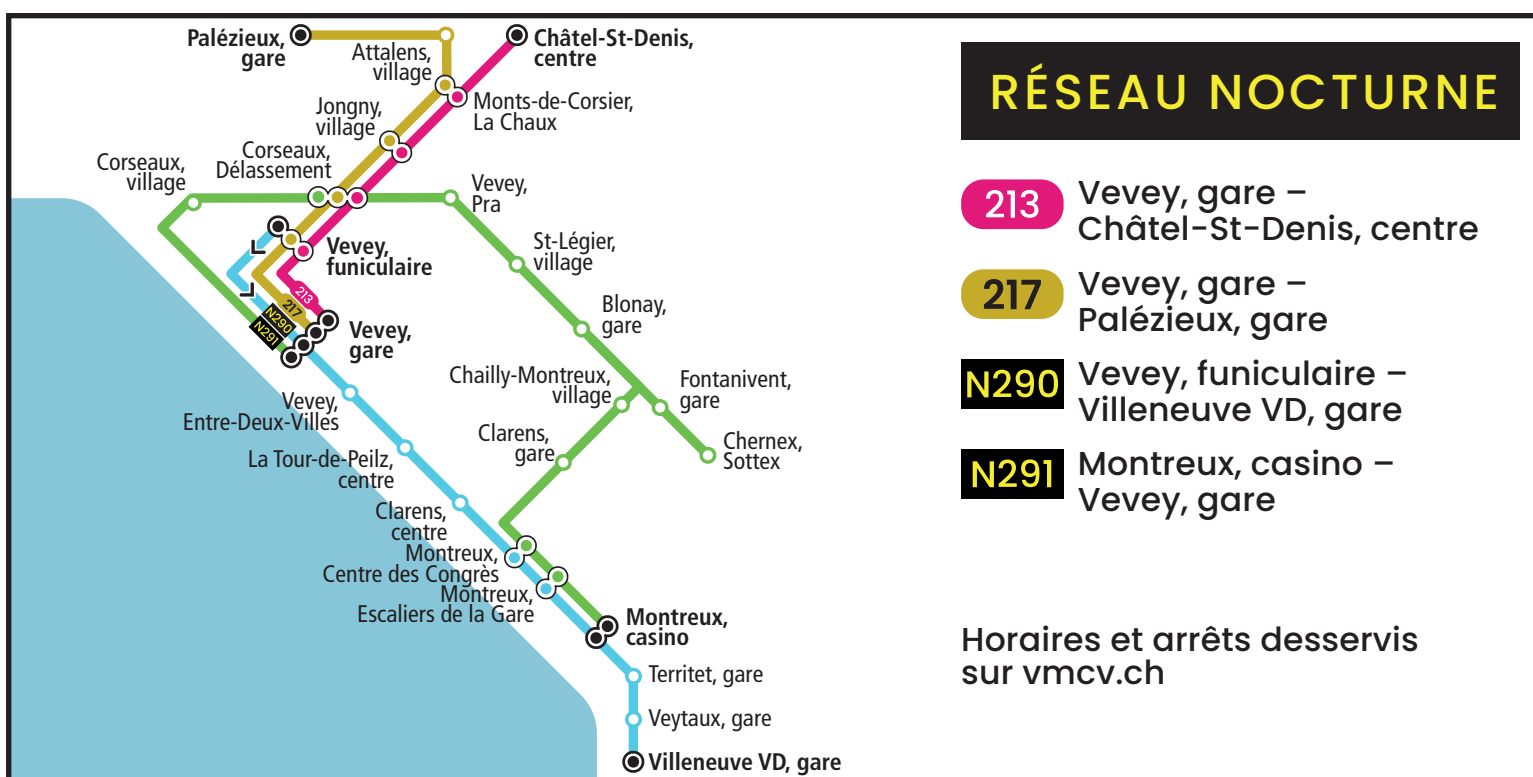 Palézieux,
gare
Attalens,
village
Châtel-St-Denis,
centre
Jongny,
village
Monts-de-Corsier,
La Chaux
Corseaux,
village
Corseaux,
Délassement
Vevey,
Pra
Vevey,
funiculaire
St-Légier,
village
213
217
N290
N291
Vevey,
gare
Blonay,
gare
Vevey,
Entre-Deux-Villes
Chailly-Montreux,
village
Fontanivent,
gare
La Tour-de-Peilz,
centre
Clarens,
gare
Chernex,
Sottex
Clarens,
centre
Montreux,
Centre des Congrès
Montreux,
Escaliers de la Gare
Montreux,
casino
Territet, gare
Veytaux, gare
Villeneuve VD, gare
RÉSEAU NOCTURNE
213 Vevey, gare –
Châtel-St-Denis, centre
217 Vevey, gare –
Palézieux, gare
N290 Vevey, funiculaire –
Villeneuve VD, gare
N291 Montreux, casino –
Vevey, gare
Horaires et arrêts desservis
sur vmcv.ch